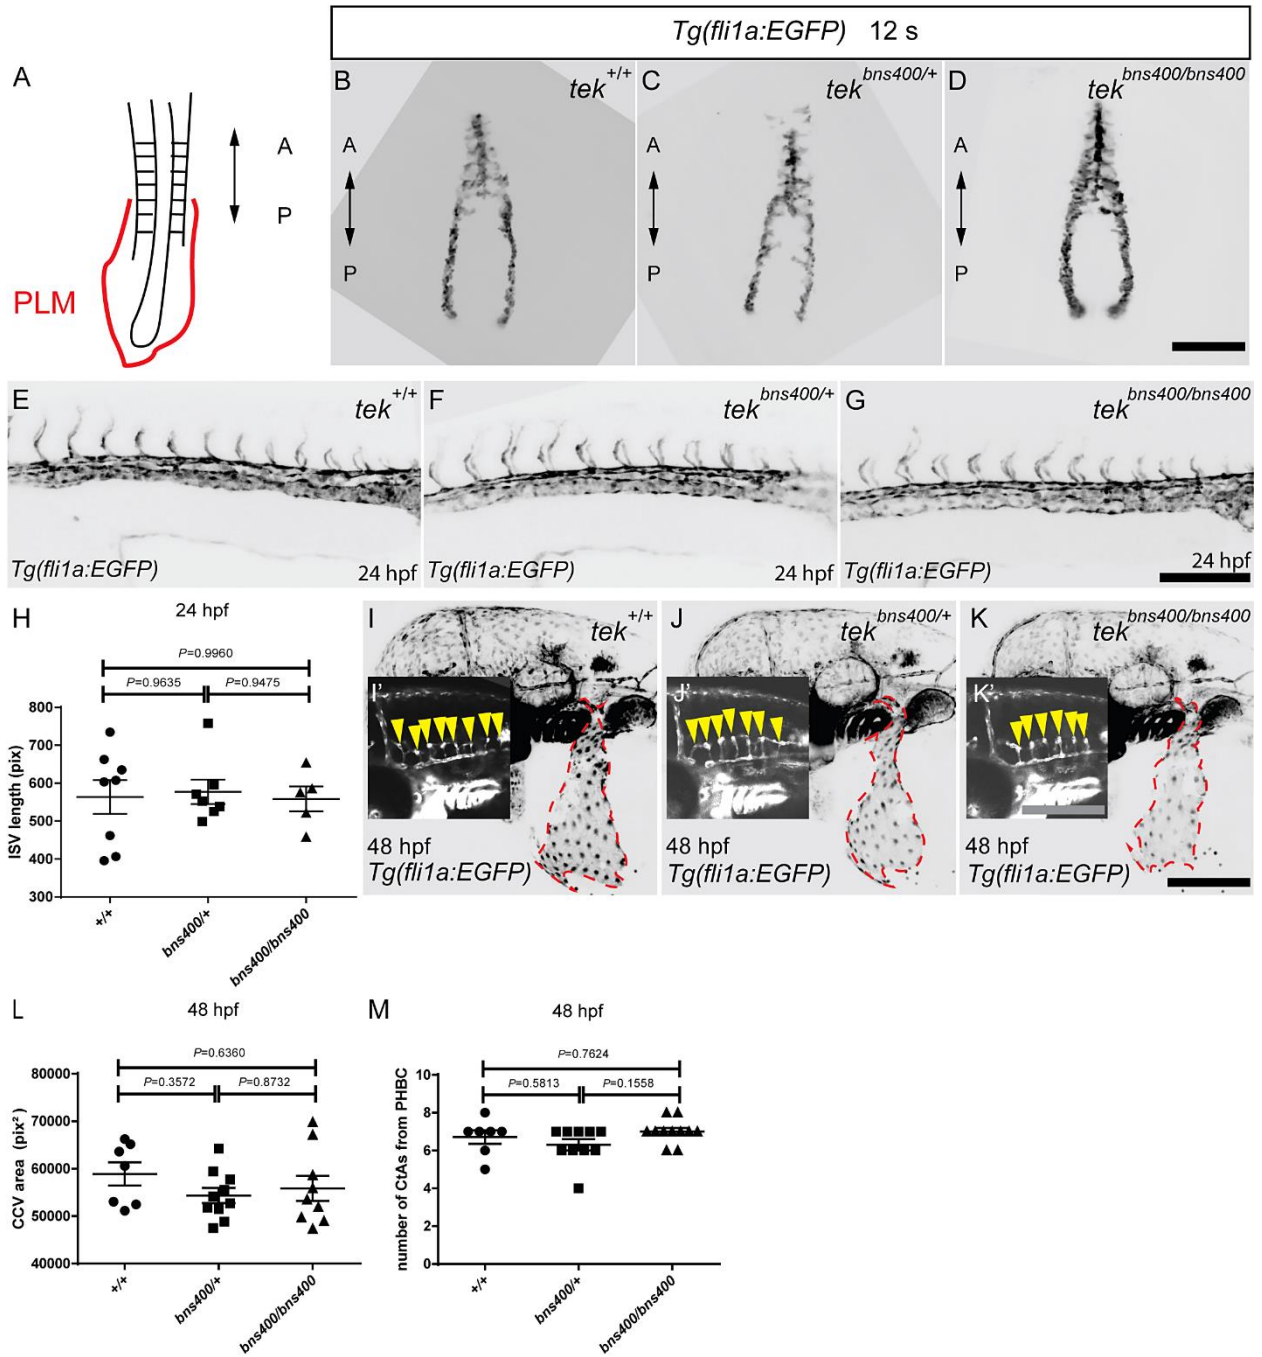 Tg(fli1a:EGFP) 12 s
A
A
P
PLM
B
tek+/+
A
P
C
tekbns400/+
A
P
D
tekbns400/bns400
A
P
E
tek+/+
Tg(fli1a:EGFP)
24 hpf
F
tekbns400/+
Tg(fli1a:EGFP)
24 hpf
G
tekbns400/bns400
Tg(fli1a:EGFP)
24 hpf
H
24 hpf
P=0.9960
P=0.9635
P=0.9475
800
700
600
500
400
300
ISV length (pix)
+/+
bns400/+
bns400/bns400
I
tek+/+
I'
48 hpf
Tg(fli1a:EGFP)
J
tekbns400/+
J'
48 hpf
Tg(fli1a:EGFP)
K
tekbns400/bns400
K'
48 hpf
Tg(fli1a:EGFP)
L
48 hpf
P=0.6360
P=0.3572
P=0.8732
80000
70000
60000
50000
40000
CCV area (pix²)
+/+
bns400/+
bns400/bns400
M
48 hpf
P=0.7624
P=0.5813
P=0.1558
10
8
6
4
2
0
number of CtAs from PHBC
+/+
bns400/+
bns400/bns400